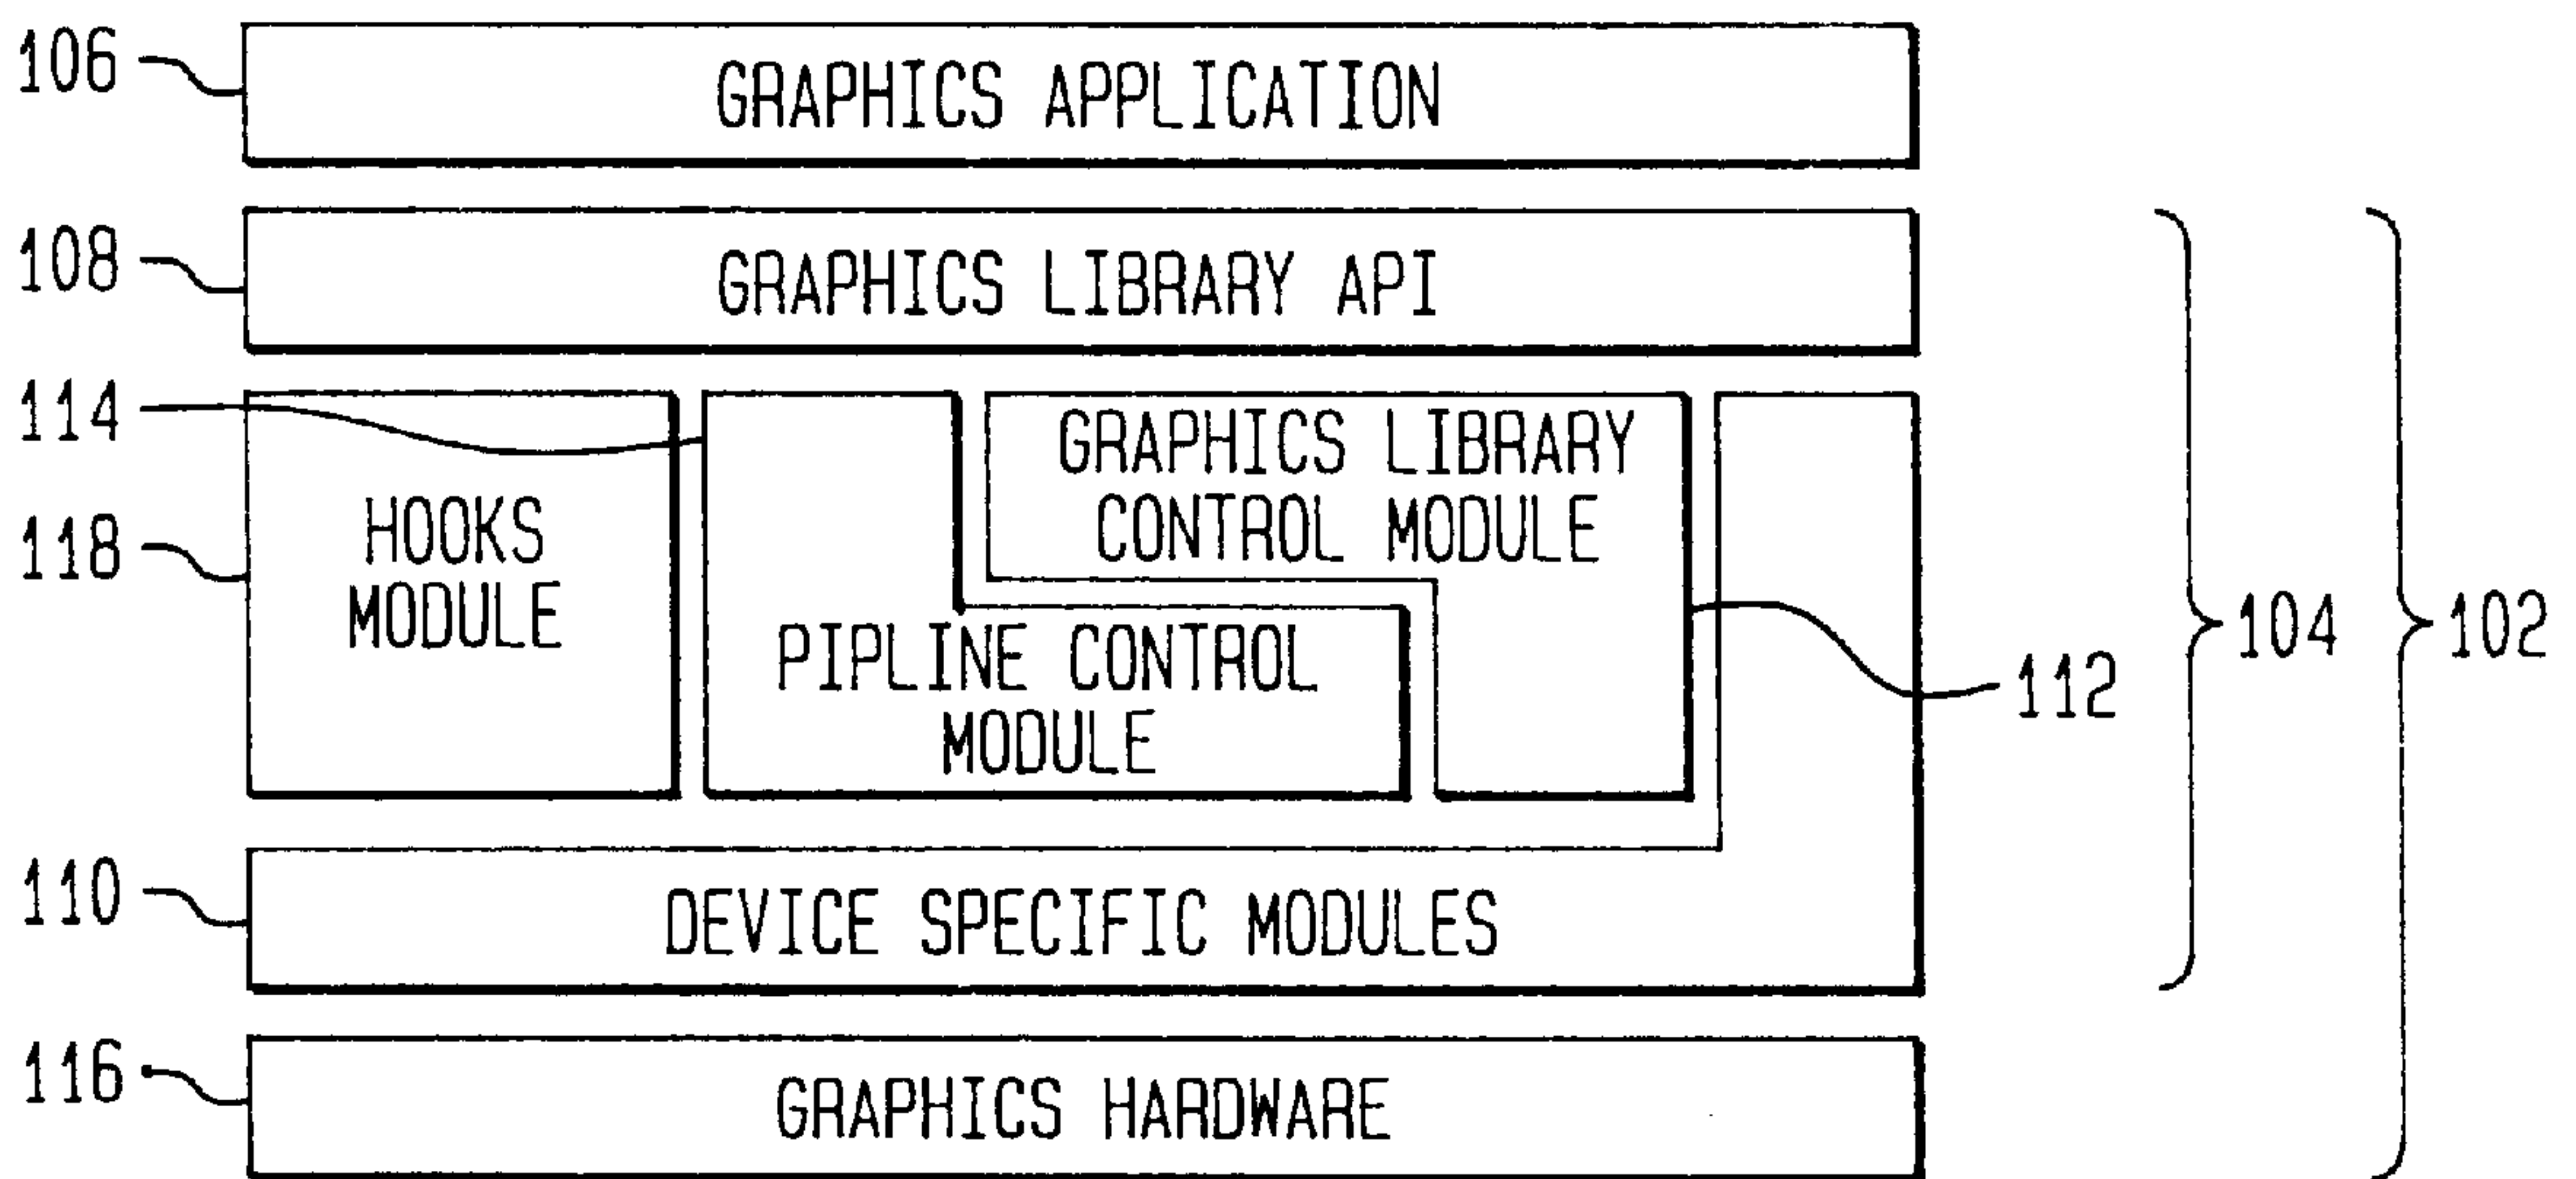 106
GRAPHICS APPLICATION
108
GRAPHICS LIBRARY API
114
GRAPHICS LIBRARY
CONTROL MODULE
118
HOOKS
MODULE
PIPLINE CONTROL
MODULE
112
104
102
110
DEVICE SPECIFIC MODULES
116
GRAPHICS HARDWARE